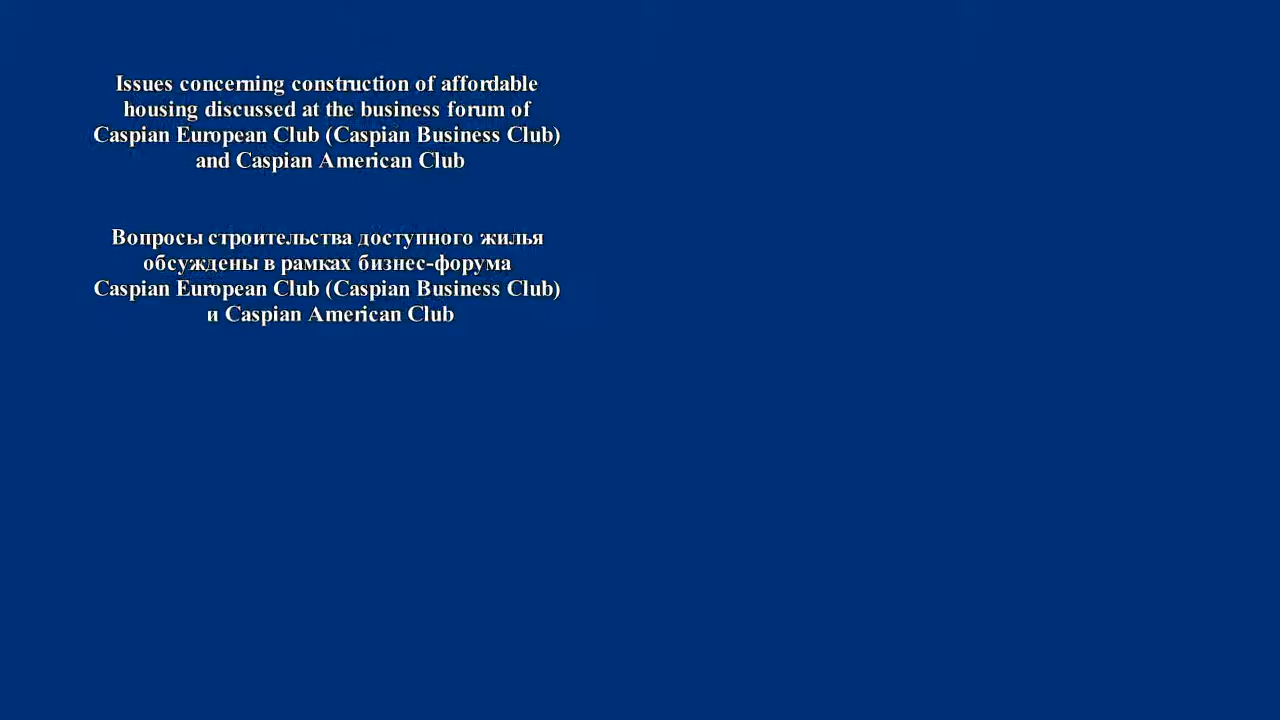 Issues concerning construction of affordable
housing discussed at the business forum of
Caspian European Club (Caspian Business Club)
and Caspian American Club
Вопросы строительства доступного жилья
обсуждены в рамках бизнес-форума
Caspian European Club (Caspian Business Club)
и Caspian American Club